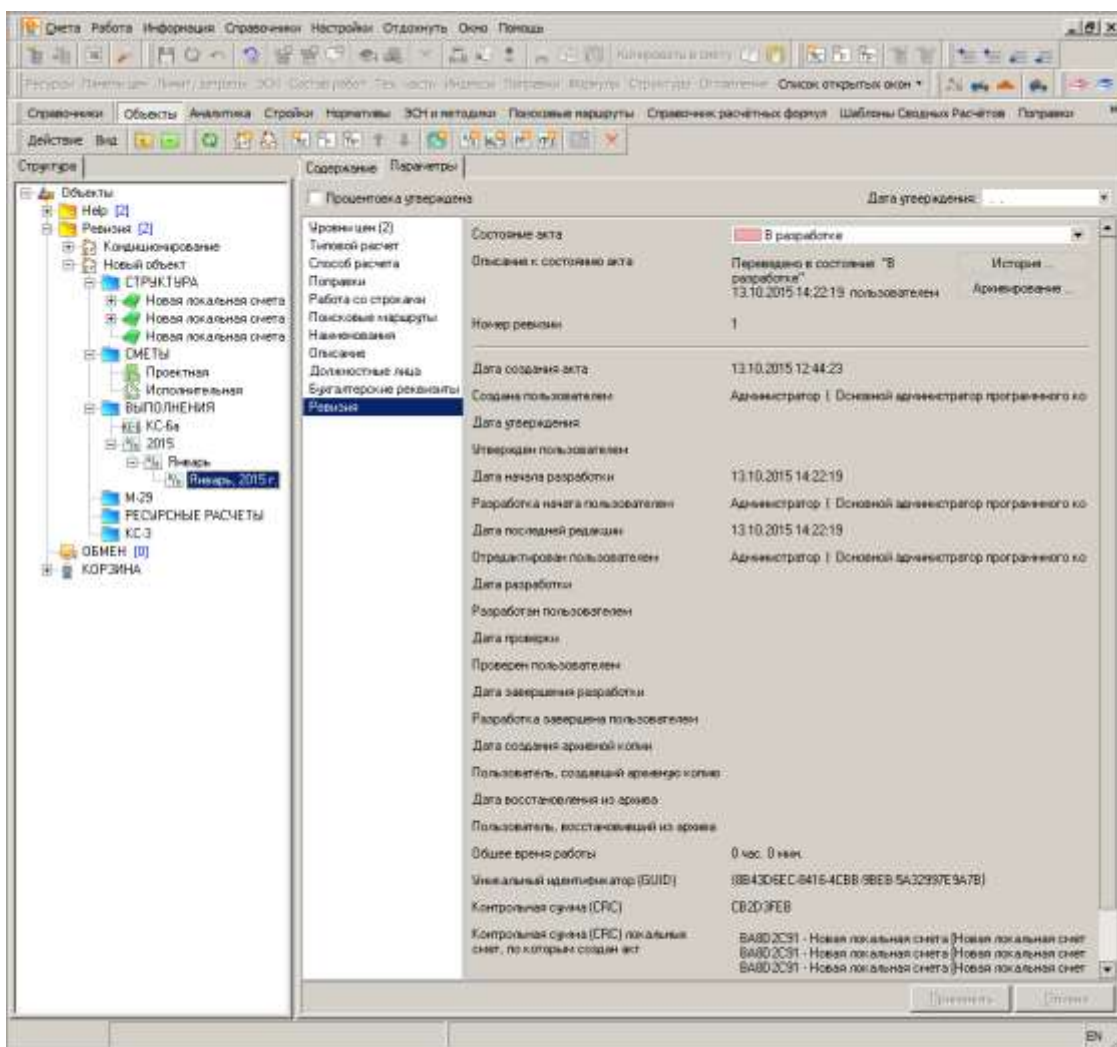 Смета Работа Информация Справочники Настройки Отдохнуть Окно Помощь
Копировать в смету
Список открытых окон
Справочники Объекты Аналитика Стройки Нормативы ЭСН и методики Поисковые маршруты Справочник расчётных формул Шаблоны Сводных Расчётов Поправки
Действие Вид
Структура
Содержание Параметры
Объекты
Help [2]
Ревизия [2]
Кондиционирование
Новый объект
СТРУКТУРА
Новая локальная смета
Новая локальная смета
Новая локальная смета
СМЕТЫ
Проектная
Исполнительная
ВЫПОЛНЕНИЯ
КС-6а
2015
Январь
Январь, 2015 г.
М-29
РЕСУРСНЫЕ РАСЧЕТЫ
КС-3
ОБМЕН [0]
КОРЗИНА
Процентовка утверждена
Дата утверждения: . .
Уровни цен (2)
Типовой расчет
Способ расчета
Поправки
Работа со строками
Поисковые маршруты
Наименования
Описание
Должностные лица
Бухгалтерские реквизиты
Ревизия
Состояние акта В разработке
Описание к состоянию акта Переведено в состояние "В разработке"
13.10.2015 14:22:19 пользователем
История ...
Архивирование ...
Номер ревизии 1
Дата создания акта 13.10.2015 12:44:23
Создана пользователем Администратор ( Основной администратор программного ко
Дата утверждения
Утвержден пользователем
Дата начала разработки 13.10.2015 14:22:19
Разработка начата пользователем Администратор ( Основной администратор программного ко
Дата последней редакции 13.10.2015 14:22:19
Отредактирован пользователем Администратор ( Основной администратор программного ко
Дата разработки
Разработан пользователем
Дата проверки
Проверен пользователем
Дата завершения разработки
Разработка завершена пользователем
Дата создания архивной копии
Пользователь, создавший архивную копию
Дата восстановления из архива
Пользователь, восстановивший из архива
Общее время работы 0 час. 0 мин.
Уникальный идентификатор (GUID) {8B43D6EC-8416-4CBB-9BEB-5A32997E9A7B}
Контрольная сумма (CRC) CB2D3FEB
Контрольная сумма (CRC) локальных смет, по которым создан акт
BA8D2C91 - Новая локальная смета [Новая локальная смет
BA8D2C91 - Новая локальная смета [Новая локальная смет
BA8D2C91 - Новая локальная смета [Новая локальная смет
Применить Отмена
EN